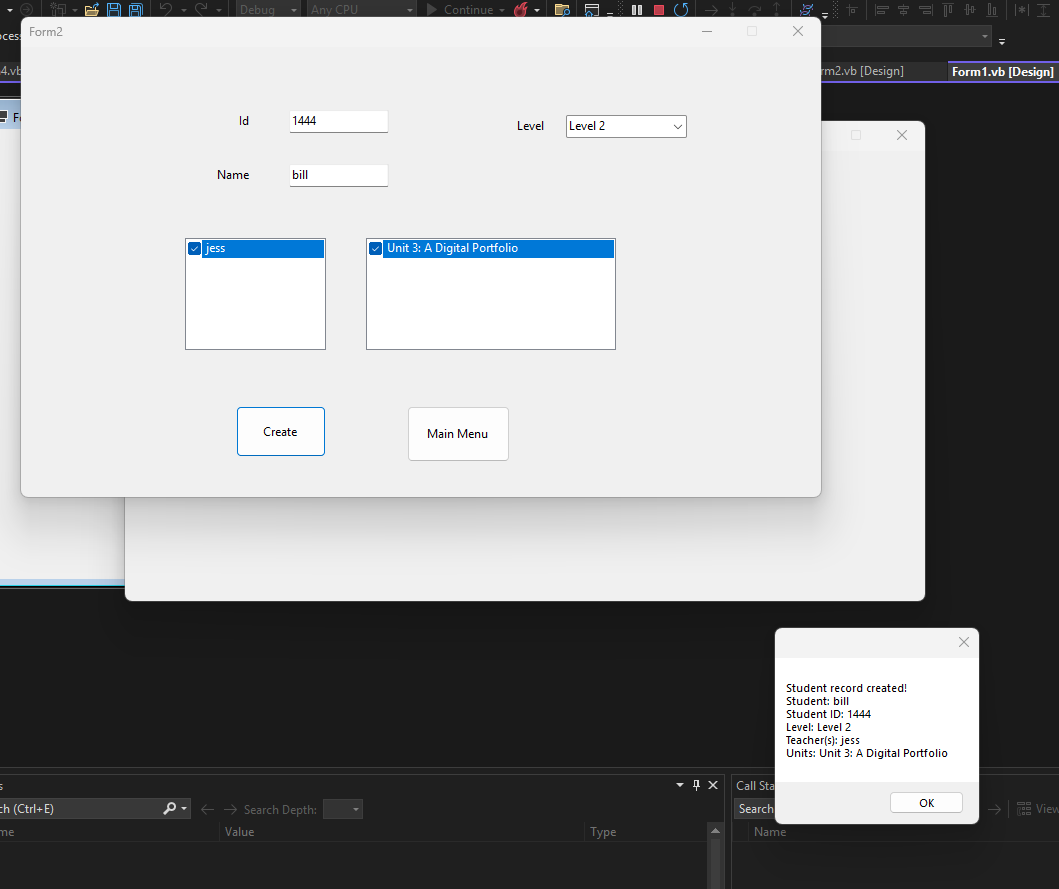 Debug
Any CPU
Continue
Form2
4.vb
rm2.vb [Design]
Form1.vb [Design]
Id
1444
Level
Level 2
Name
bill
jess
Unit 3: A Digital Portfolio
Create
Main Menu
Student record created!
Student: bill
Student ID: 1444
Level: Level 2
Teacher(s): jess
Units: Unit 3: A Digital Portfolio
OK
Call Sta
ch (Ctrl+E)
Search Depth:
Search
View
me
Value
Type
Name